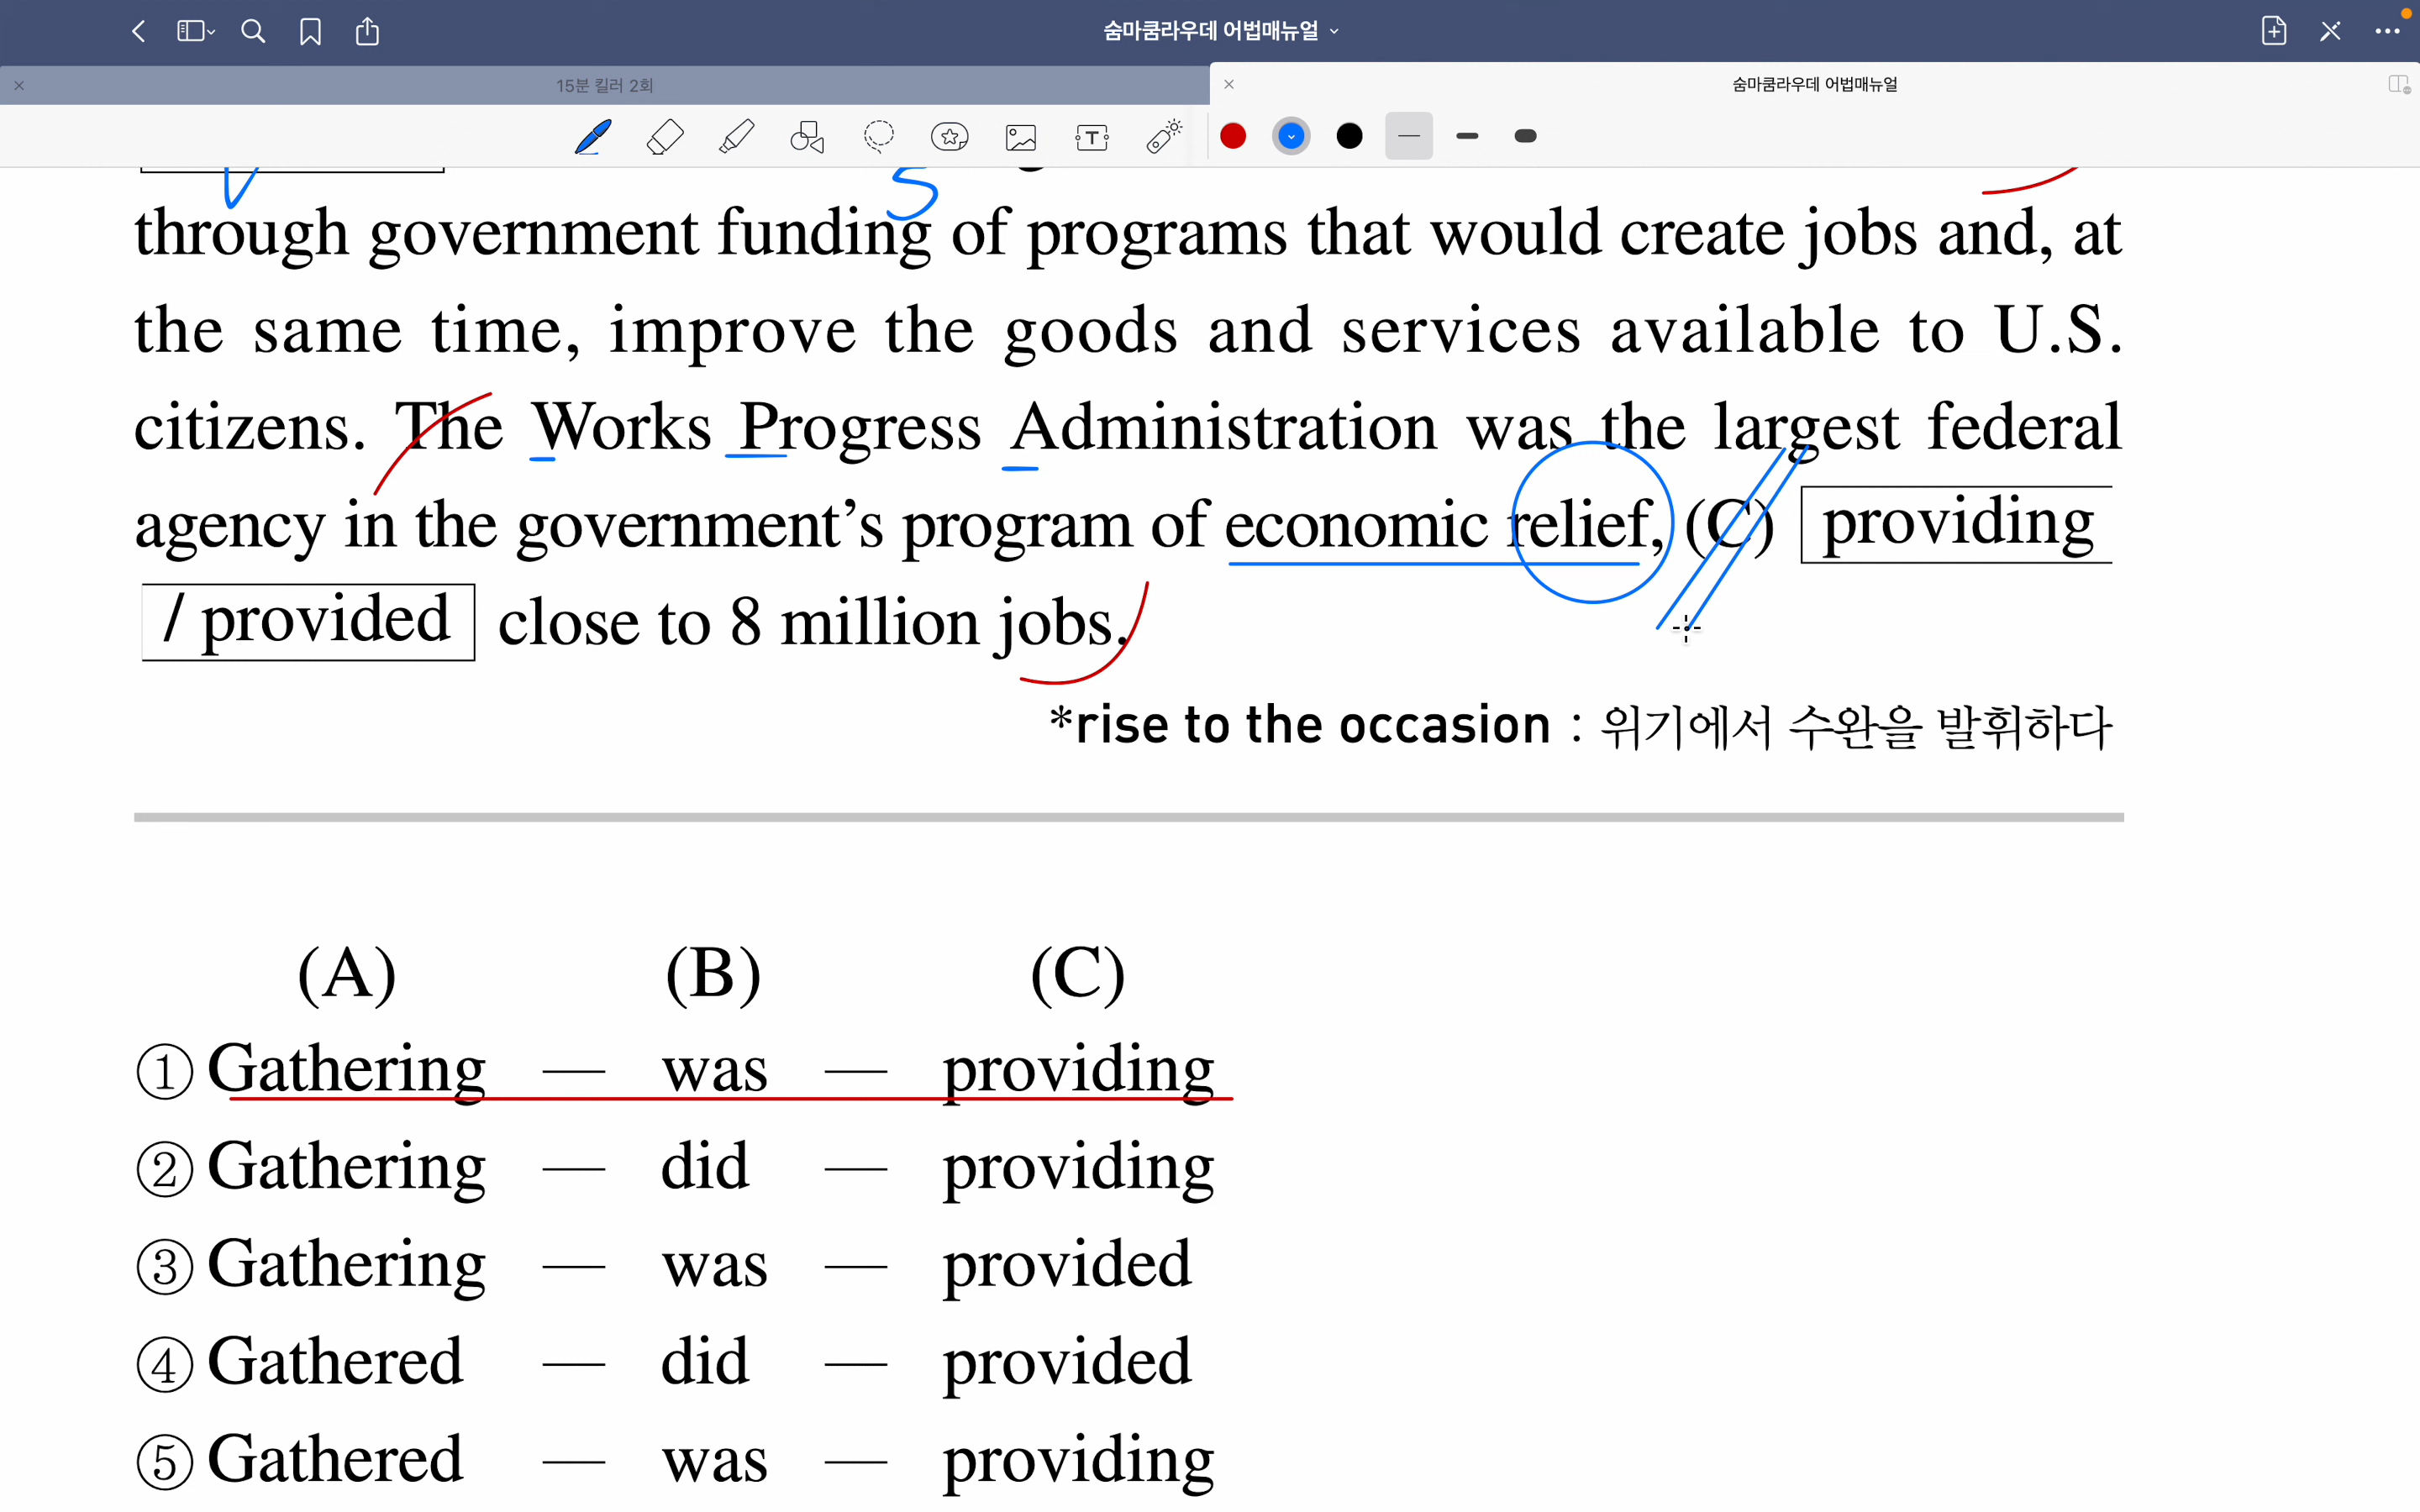 숨마쿰라우데 어법매뉴얼
15분 킬러 2회
숨마쿰라우데 어법매뉴얼
through government funding of programs that would create jobs and, at
the same time, improve the goods and services available to U.S.
citizens. The Works Progress Administration was the largest federal
agency in the government’s program of economic relief, (C) providing
/ provided close to 8 million jobs.
*rise to the occasion : 위기에서 수완을 발휘하다
(A) (B) (C)
① Gathering — was — providing
② Gathering — did — providing
③ Gathering — was — provided
④ Gathered — did — provided
⑤ Gathered — was — providing